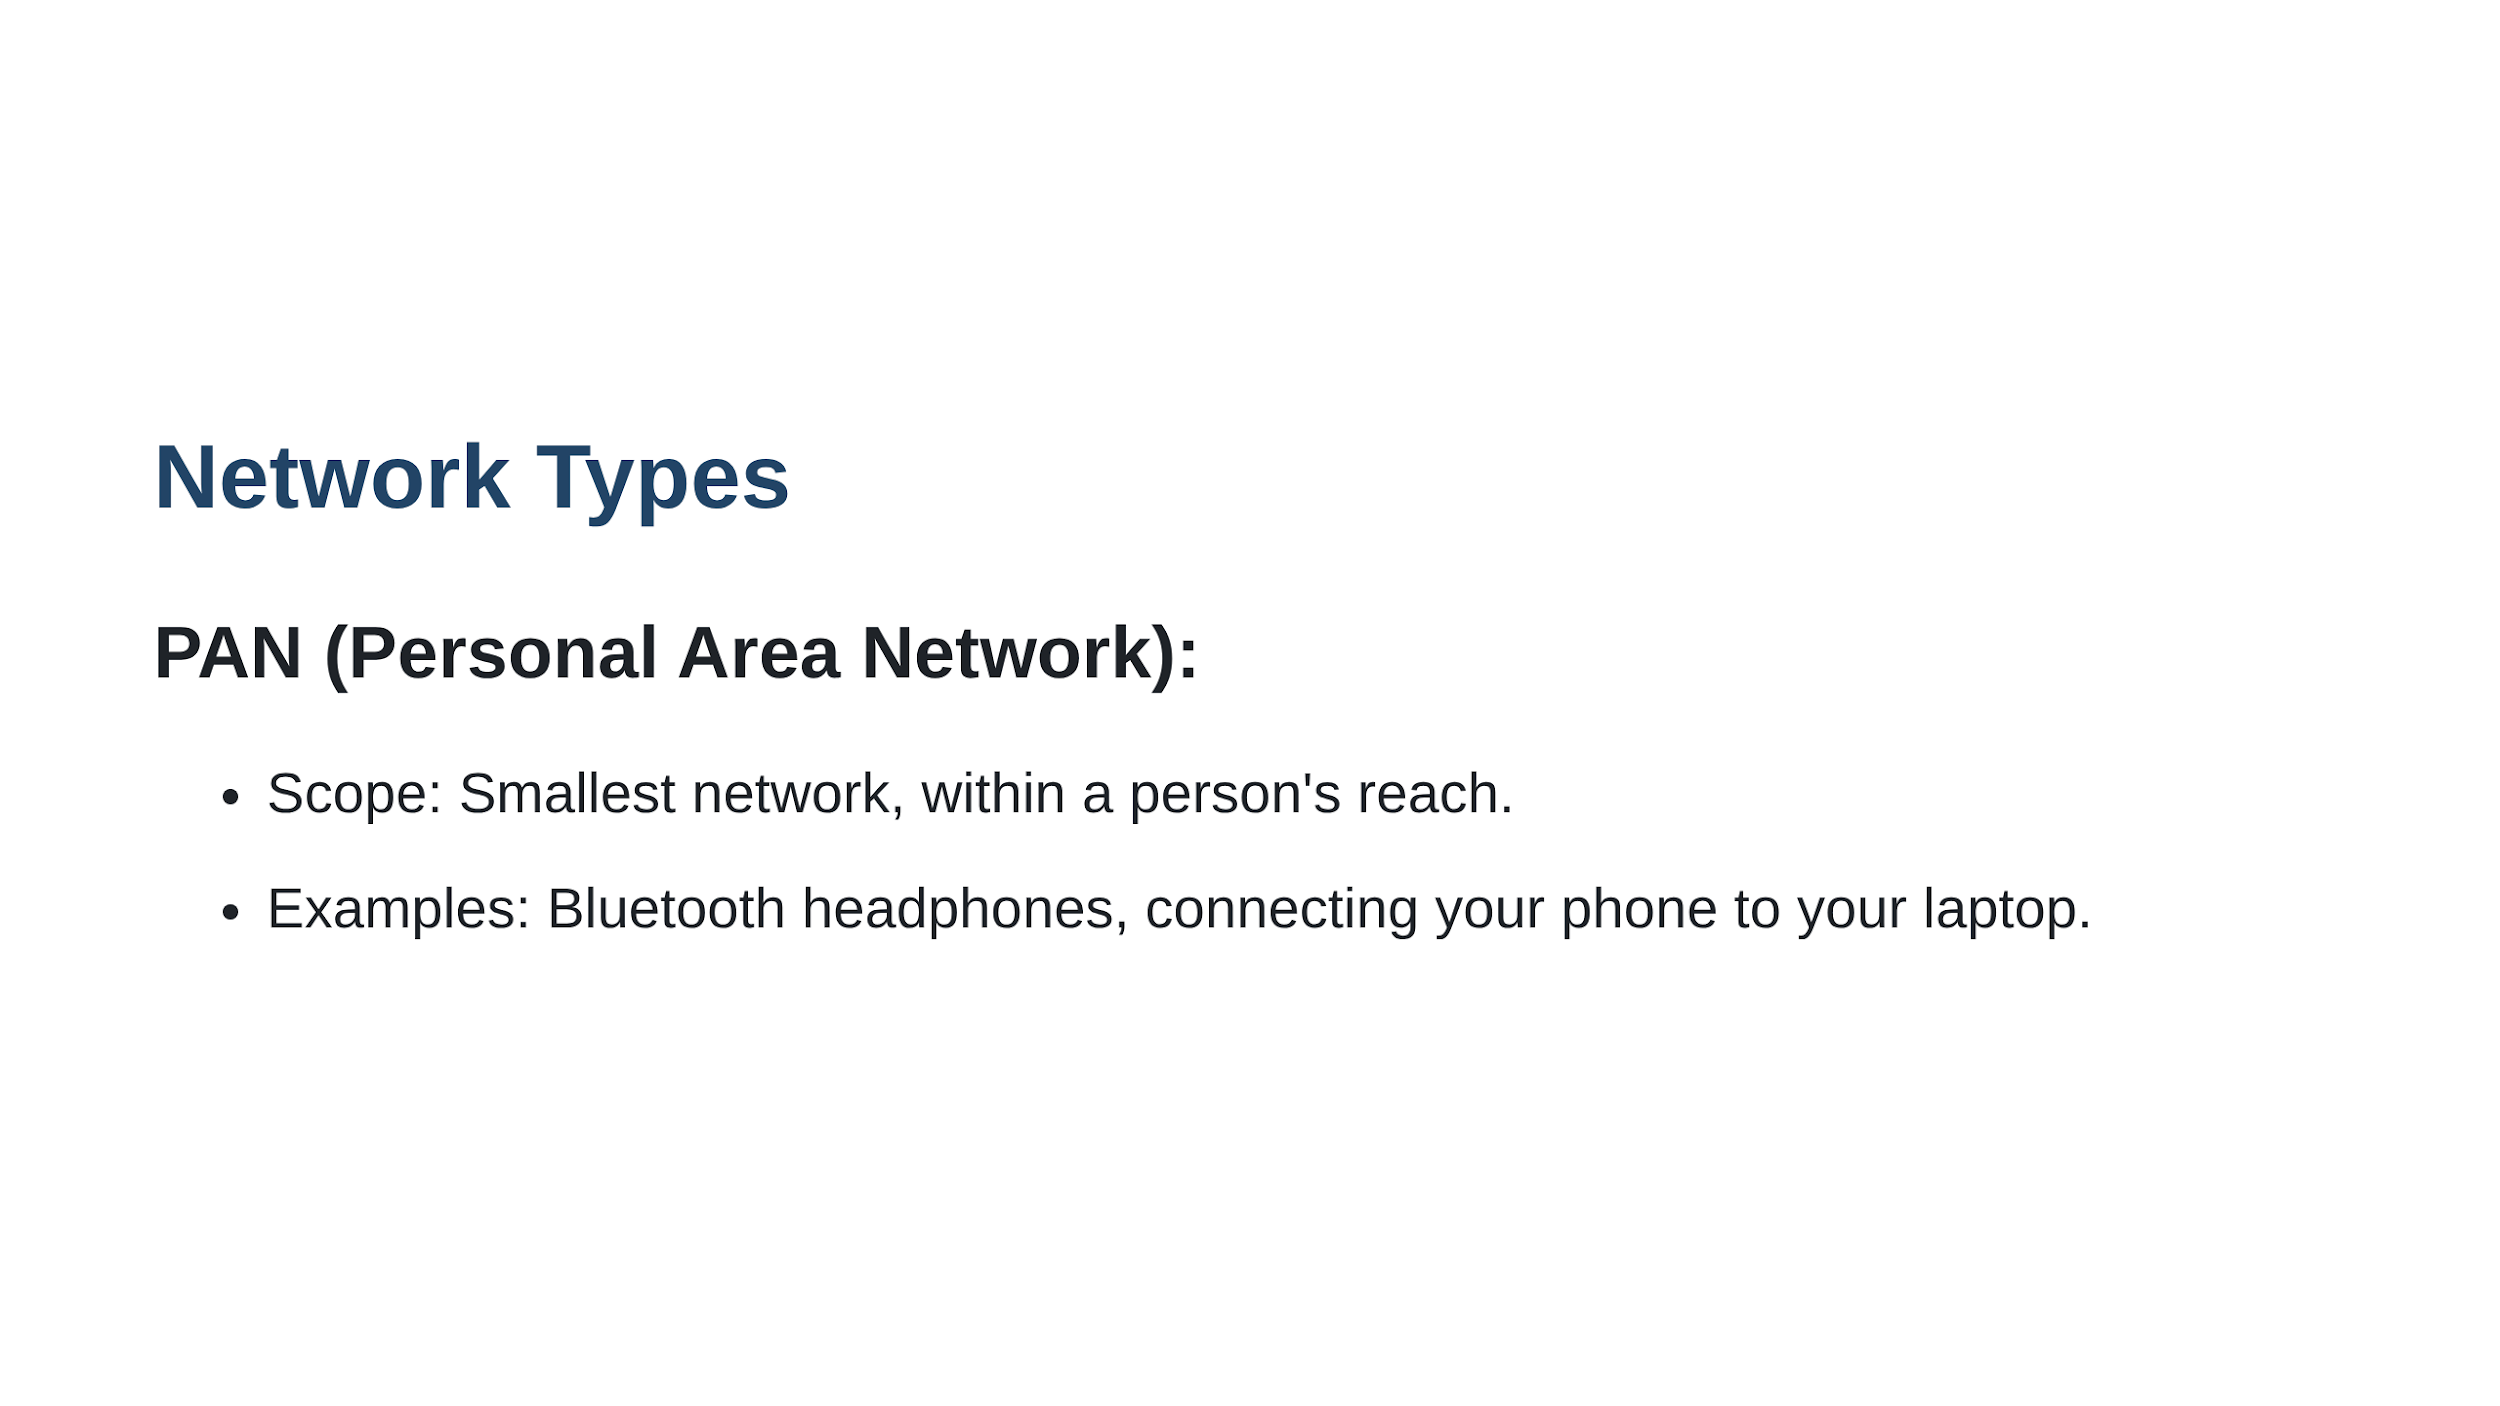 Network Types
PAN (Personal Area Network):
• Scope: Smallest network, within a person's reach.
• Examples: Bluetooth headphones, connecting your phone to your laptop.